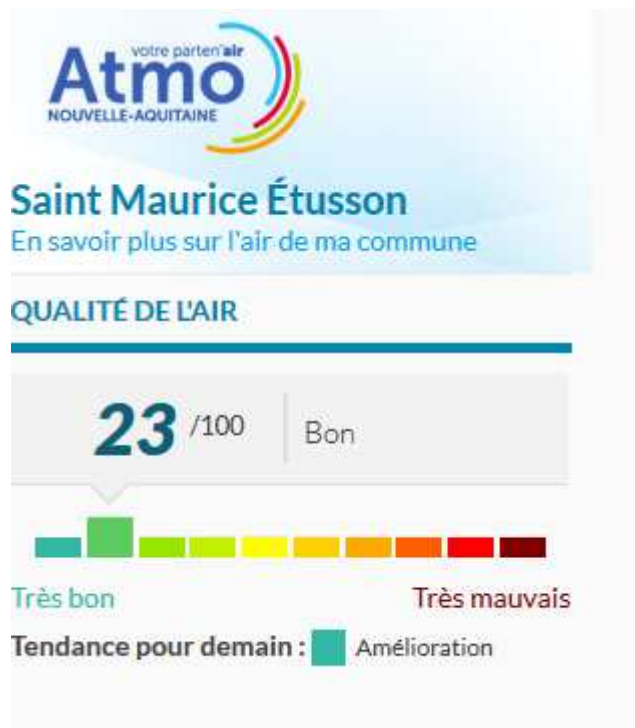 votre parten'air
Atmo
NOUVELLE-AQUITAINE
Saint Maurice Étusson
En savoir plus sur l'air de ma commune
QUALITÉ DE L'AIR
23 /100 Bon
Très bon Très mauvais
Tendance pour demain : Amélioration